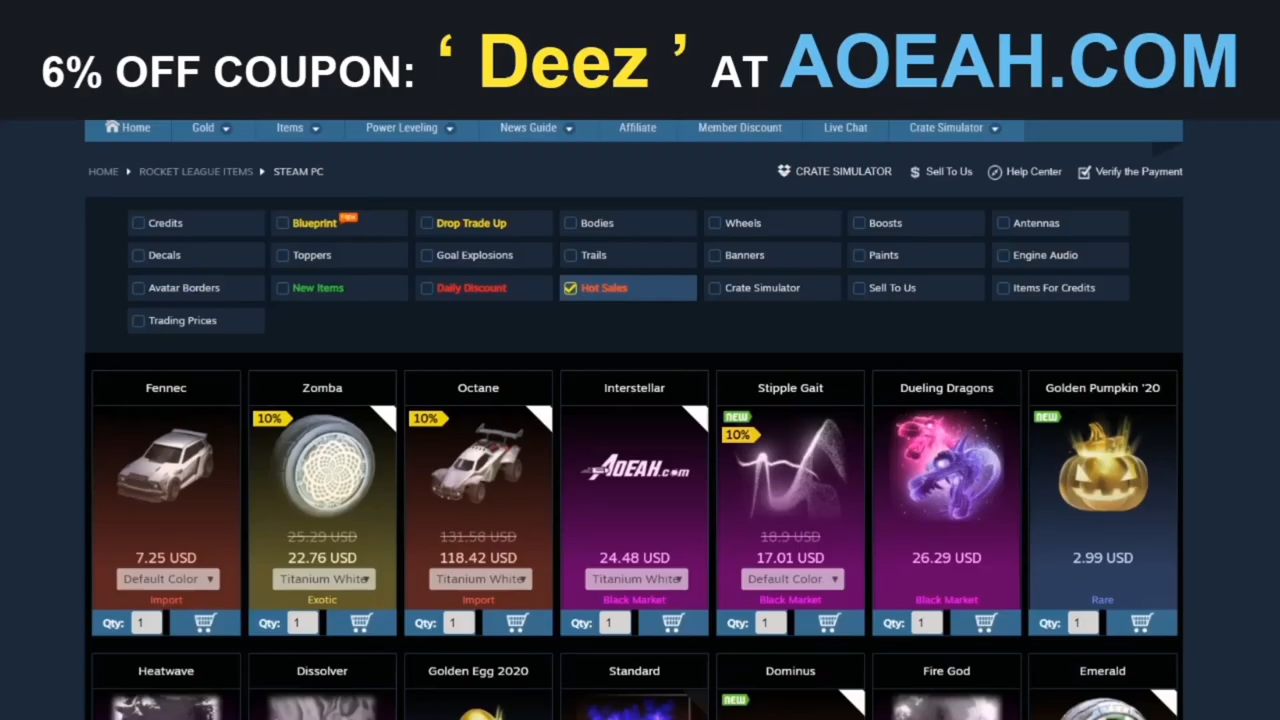 6% OFF COUPON: ‘ Deez ’ AT AOEAH.COM
Home Gold Items Power Leveling News Guide Affiliate Member Discount Live Chat Crate Simulator
HOME ROCKET LEAGUE ITEMS STEAM PC CRATE SIMULATOR $ Sell To Us Help Center Verify the Payment
Credits Blueprint NEW Drop Trade Up Bodies Wheels Boosts Antennas
Decals Toppers Goal Explosions Trails Banners Paints Engine Audio
Avatar Borders New Items Daily Discount Hot Sales Crate Simulator Sell To Us Items For Credits
Trading Prices
Fennec Zomba Octane Interstellar Stipple Gait Dueling Dragons Golden Pumpkin '20
10% 10% NEW NEW
10%
AOEAH.com
25.29 USD 131.58 USD 18.9 USD
7.25 USD 22.76 USD 118.42 USD 24.48 USD 17.01 USD 26.29 USD 2.99 USD
Default Color Titanium White Titanium White Titanium White Default Color
Import Exotic Import Black Market Black Market Black Market Rare
Qty: 1 Qty: 1 Qty: 1 Qty: 1 Qty: 1 Qty: 1 Qty: 1
Heatwave Dissolver Golden Egg 2020 Standard Dominus Fire God Emerald
NEW